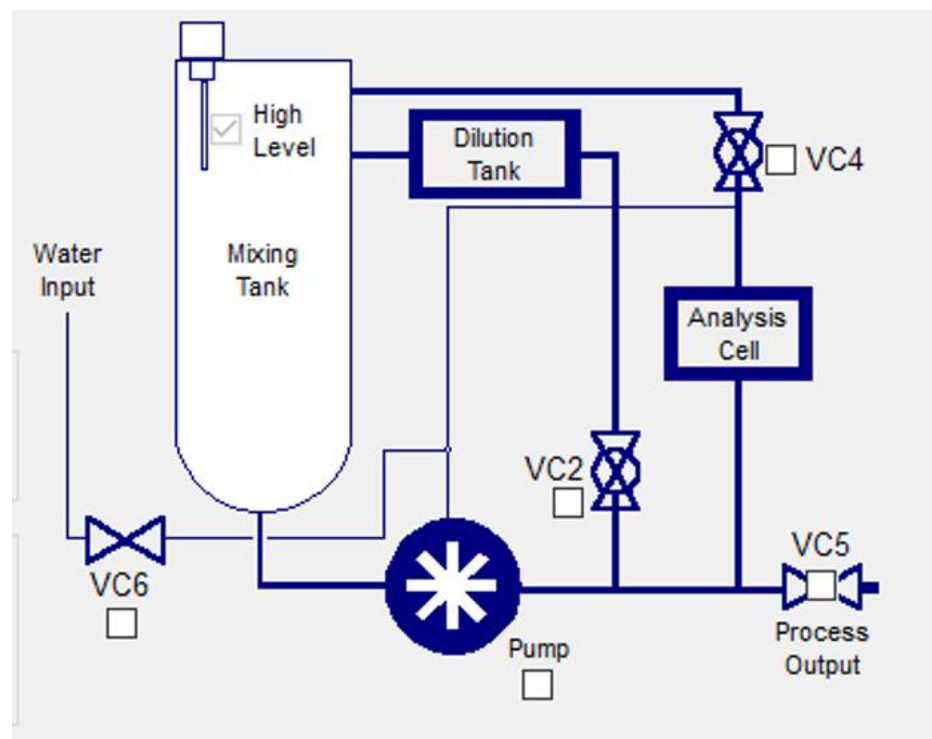 High
Level
Dilution
Tank
VC4
Water
Input
Mixing
Tank
Analysis
Cell
VC2
VC5
VC6
Process
Output
Pump